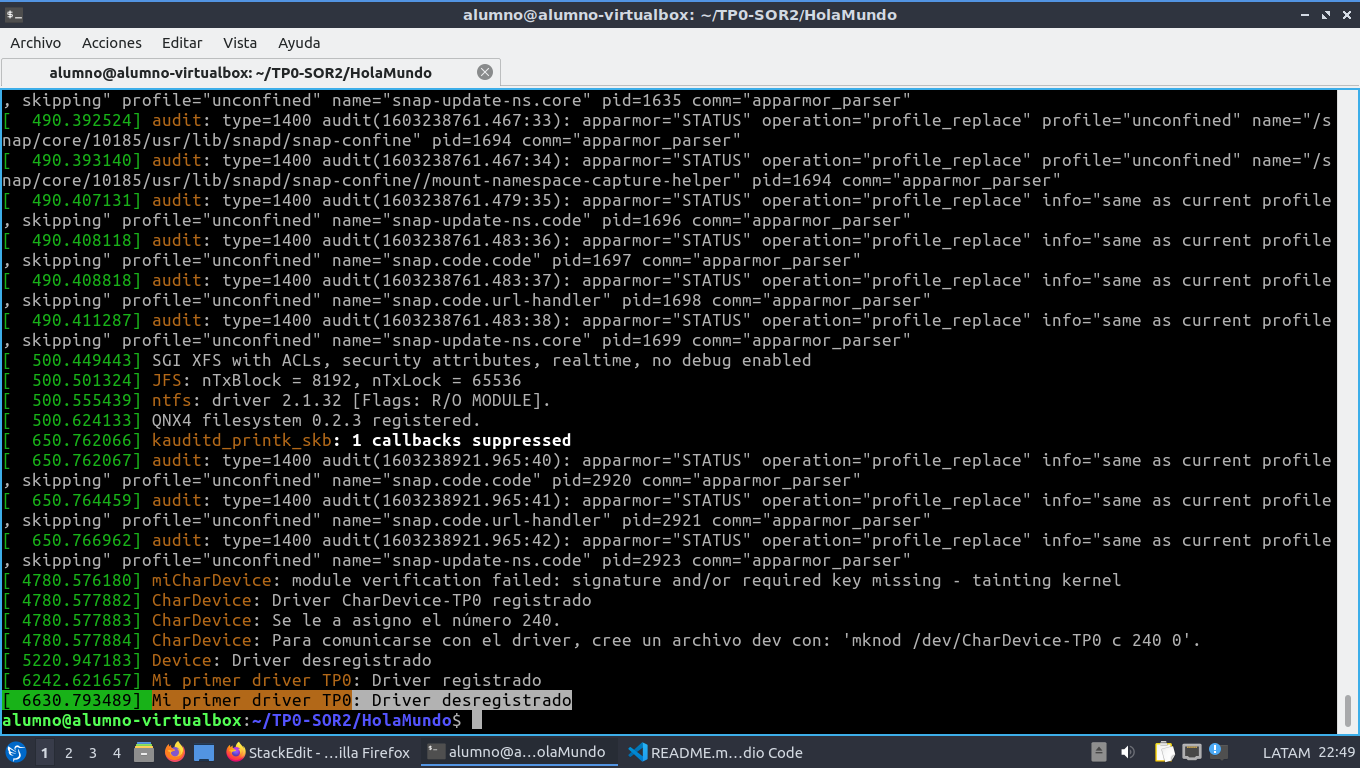 alumno@alumno-virtualbox: ~/TP0-SOR2/HolaMundo
Archivo Acciones Editar Vista Ayuda
alumno@alumno-virtualbox: ~/TP0-SOR2/HolaMundo
, skipping" profile="unconfined" name="snap-update-ns.core" pid=1635 comm="apparmor_parser"
[  490.392524] audit: type=1400 audit(1603238761.467:33): apparmor="STATUS" operation="profile_replace" profile="unconfined" name="/s
nap/core/10185/usr/lib/snapd/snap-confine" pid=1694 comm="apparmor_parser"
[  490.393140] audit: type=1400 audit(1603238761.467:34): apparmor="STATUS" operation="profile_replace" profile="unconfined" name="/s
nap/core/10185/usr/lib/snapd/snap-confine//mount-namespace-capture-helper" pid=1694 comm="apparmor_parser"
[  490.407131] audit: type=1400 audit(1603238761.479:35): apparmor="STATUS" operation="profile_replace" info="same as current profile
, skipping" profile="unconfined" name="snap-update-ns.code" pid=1696 comm="apparmor_parser"
[  490.408118] audit: type=1400 audit(1603238761.483:36): apparmor="STATUS" operation="profile_replace" info="same as current profile
, skipping" profile="unconfined" name="snap.code.code" pid=1697 comm="apparmor_parser"
[  490.408818] audit: type=1400 audit(1603238761.483:37): apparmor="STATUS" operation="profile_replace" info="same as current profile
, skipping" profile="unconfined" name="snap.code.url-handler" pid=1698 comm="apparmor_parser"
[  490.411287] audit: type=1400 audit(1603238761.483:38): apparmor="STATUS" operation="profile_replace" info="same as current profile
, skipping" profile="unconfined" name="snap-update-ns.core" pid=1699 comm="apparmor_parser"
[  500.449443] SGI XFS with ACLs, security attributes, realtime, no debug enabled
[  500.501324] JFS: nTxBlock = 8192, nTxLock = 65536
[  500.555439] ntfs: driver 2.1.32 [Flags: R/O MODULE].
[  500.624133] QNX4 filesystem 0.2.3 registered.
[  650.762066] kauditd_printk_skb: 1 callbacks suppressed
[  650.762067] audit: type=1400 audit(1603238921.965:40): apparmor="STATUS" operation="profile_replace" info="same as current profile
, skipping" profile="unconfined" name="snap.code.code" pid=2920 comm="apparmor_parser"
[  650.764459] audit: type=1400 audit(1603238921.965:41): apparmor="STATUS" operation="profile_replace" info="same as current profile
, skipping" profile="unconfined" name="snap.code.url-handler" pid=2921 comm="apparmor_parser"
[  650.766962] audit: type=1400 audit(1603238921.965:42): apparmor="STATUS" operation="profile_replace" info="same as current profile
, skipping" profile="unconfined" name="snap-update-ns.code" pid=2923 comm="apparmor_parser"
[ 4780.576180] miCharDevice: module verification failed: signature and/or required key missing - tainting kernel
[ 4780.577882] CharDevice: Driver CharDevice-TP0 registrado
[ 4780.577883] CharDevice: Se le a asigno el número 240.
[ 4780.577884] CharDevice: Para comunicarse con el driver, cree un archivo dev con: 'mknod /dev/CharDevice-TP0 c 240 0'.
[ 5220.947183] Device: Driver desregistrado
[ 6242.621657] Mi primer driver TP0: Driver registrado
[ 6630.793489] Mi primer driver TP0: Driver desregistrado
alumno@alumno-virtualbox:~/TP0-SOR2/HolaMundo$
1 2 3 4 StackEdit - ...illa Firefox alumno@a...olaMundo README.m...dio Code LATAM 22:49